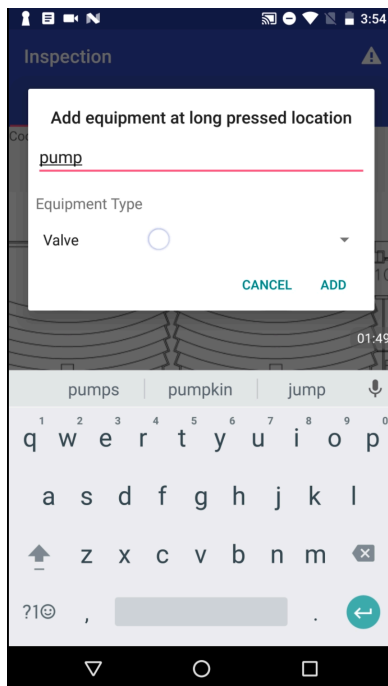 3:54
Inspection
Add equipment at long pressed location
pump
Equipment Type
Valve
CANCEL ADD
01:49
pumps pumpkin jump
1 2 3 4 5 6 7 8 9 0
q w e r t y u i o p
a s d f g h j k l
z x c v b n m
?1☺ , .